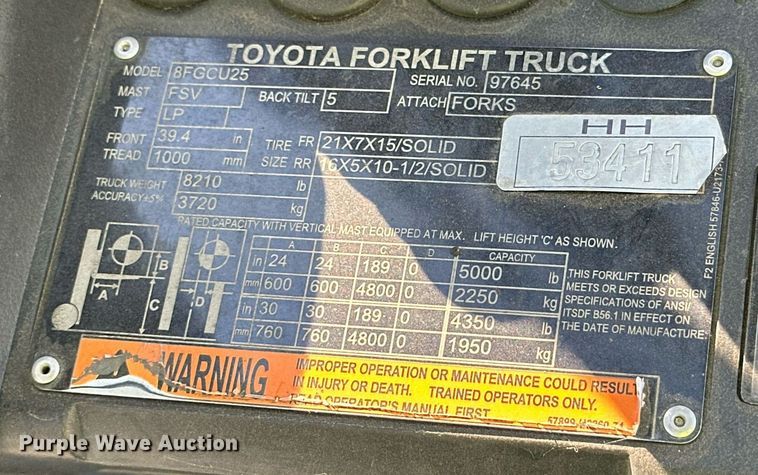 TOYOTA FORKLIFT TRUCK
MODEL 8FGCU25 SERIAL NO. 97645
MAST FSV BACK TILT 5 ATTACH FORKS
TYPE LP
FRONT 39.4 in TIRE FR 21X7X15/SOLID
TREAD 1000 mm SIZE RR 16X5X10-1/2/SOLID
HH
53411
TRUCK WEIGHT 8210 lb
ACCURACY±5% 3720 kg
RATED CAPACITY WITH VERTICAL MAST EQUIPPED AT MAX. LIFT HEIGHT 'C' AS SHOWN.
A B C D CAPACITY
in 24 24 189 0 5000 lb
mm 600 600 4800 0 2250 kg
in 30 30 189 0 4350 lb
mm 760 760 4800 0 1950 kg
A B C D
THIS FORKLIFT TRUCK
MEETS OR EXCEEDS DESIGN
SPECIFICATIONS OF ANSI/
ITSDF B56.1 IN EFFECT ON
THE DATE OF MANUFACTURE.
F2 ENGLISH 57846-U2173-
WARNING
IMPROPER OPERATION OR MAINTENANCE COULD RESULT
IN INJURY OR DEATH. TRAINED OPERATORS ONLY.
READ OPERATOR'S MANUAL FIRST
Purple Wave Auction